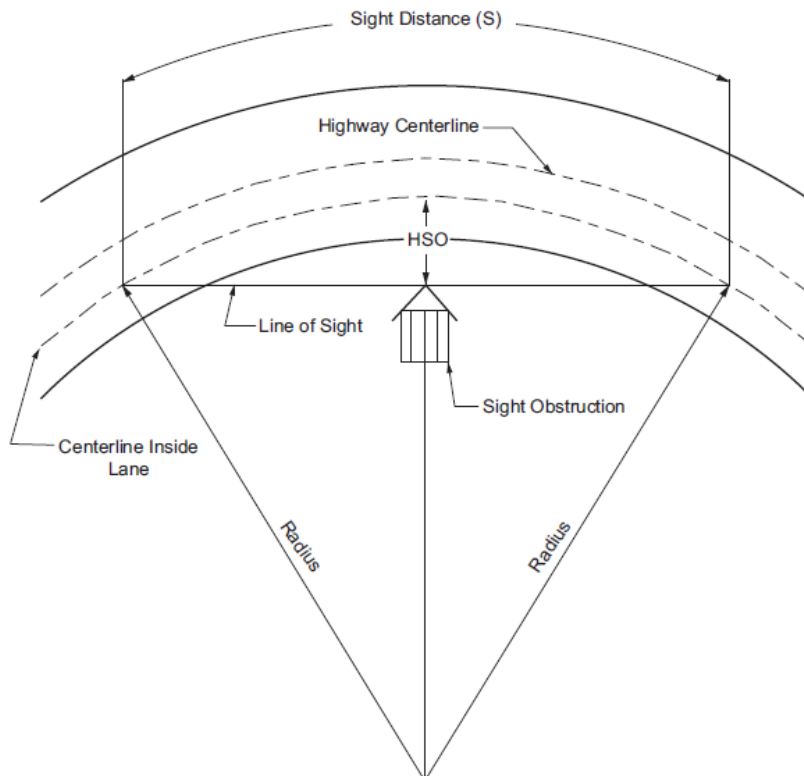 Sight Distance (S)
Highway Centerline
HSO
Line of Sight
Sight Obstruction
Centerline Inside
Lane
Radius
Radius